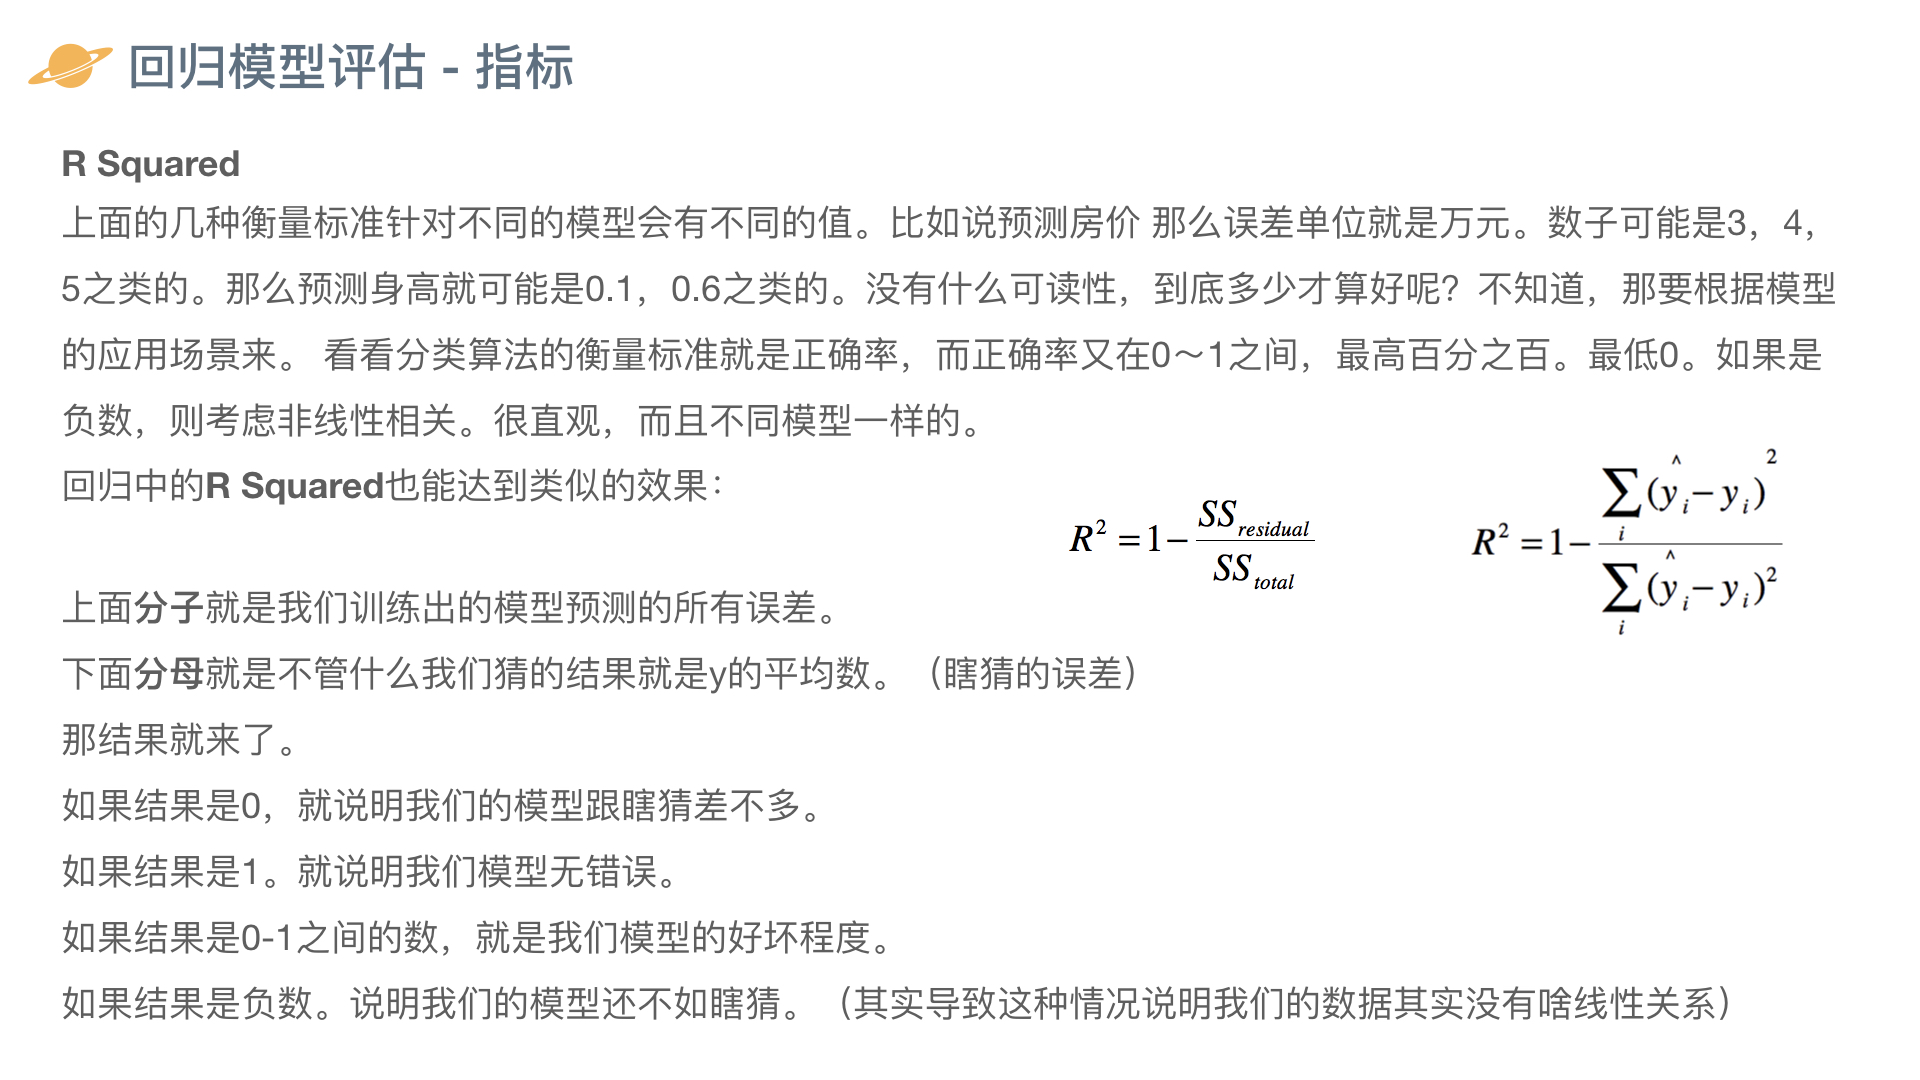 回归模型评估 - 指标
R Squared
上面的几种衡量标准针对不同的模型会有不同的值。比如说预测房价 那么误差单位就是万元。数子可能是3，4，
5之类的。那么预测身高就可能是0.1，0.6之类的。没有什么可读性，到底多少才算好呢？不知道，那要根据模型
的应用场景来。 看看分类算法的衡量标准就是正确率，而正确率又在0～1之间，最高百分之百。最低0。如果是
负数，则考虑非线性相关。很直观，而且不同模型一样的。
回归中的R Squared也能达到类似的效果：
R² = 1 − SS_residual / SS_total
R² = 1 − ∑_i (ŷ_i − y_i)² / ∑_i (ŷ_i − y_i)²
上面分子就是我们训练出的模型预测的所有误差。
下面分母就是不管什么我们猜的结果就是y的平均数。（瞎猜的误差）
那结果就来了。
如果结果是0，就说明我们的模型跟瞎猜差不多。
如果结果是1。就说明我们模型无错误。
如果结果是0-1之间的数，就是我们模型的好坏程度。
如果结果是负数。说明我们的模型还不如瞎猜。（其实导致这种情况说明我们的数据其实没有啥线性关系）